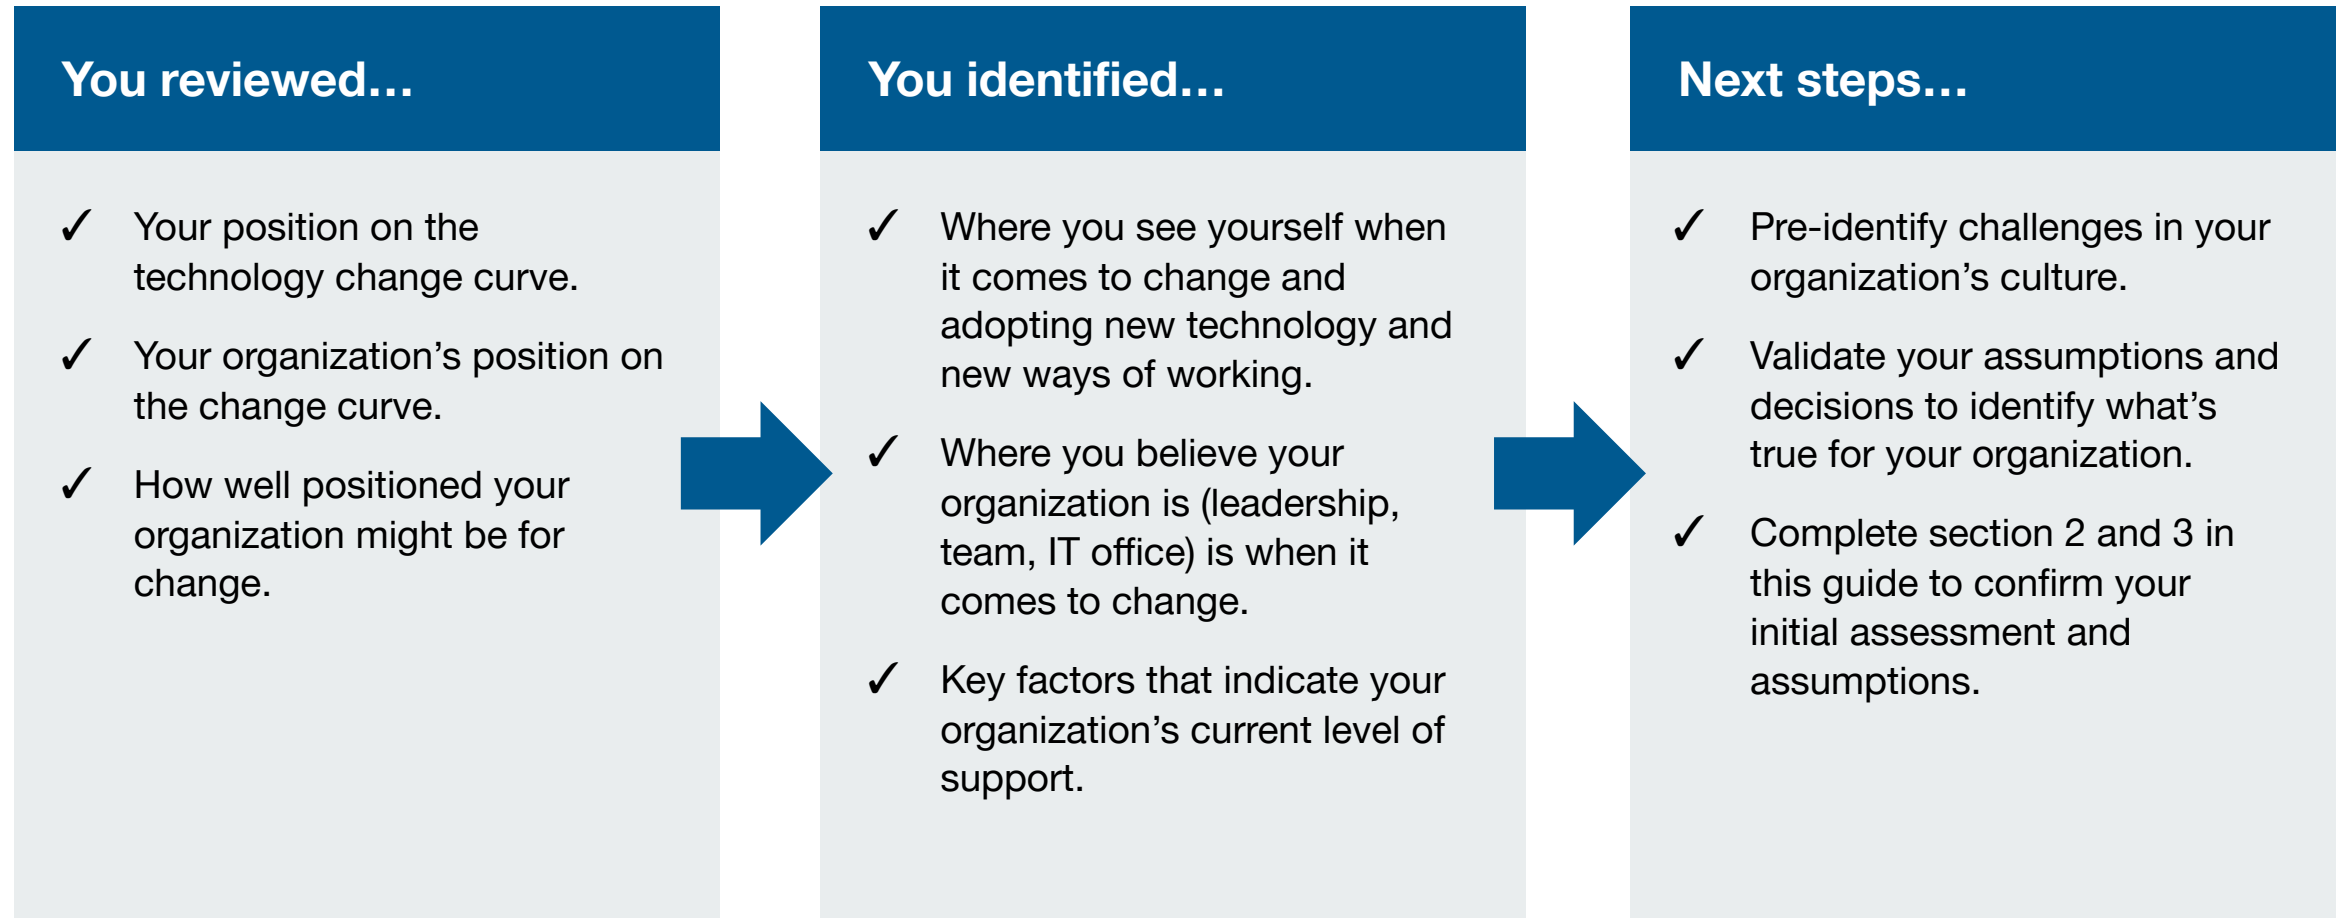 You reviewed…
✓ Your position on the
technology change curve.
✓ Your organization’s position on
the change curve.
✓ How well positioned your
organization might be for
change.
You identified…
✓ Where you see yourself when
it comes to change and
adopting new technology and
new ways of working.
✓ Where you believe your
organization is (leadership,
team, IT office) is when it
comes to change.
✓ Key factors that indicate your
organization’s current level of
support.
Next steps…
✓ Pre-identify challenges in your
organization’s culture.
✓ Validate your assumptions and
decisions to identify what’s
true for your organization.
✓ Complete section 2 and 3 in
this guide to confirm your
initial assessment and
assumptions.